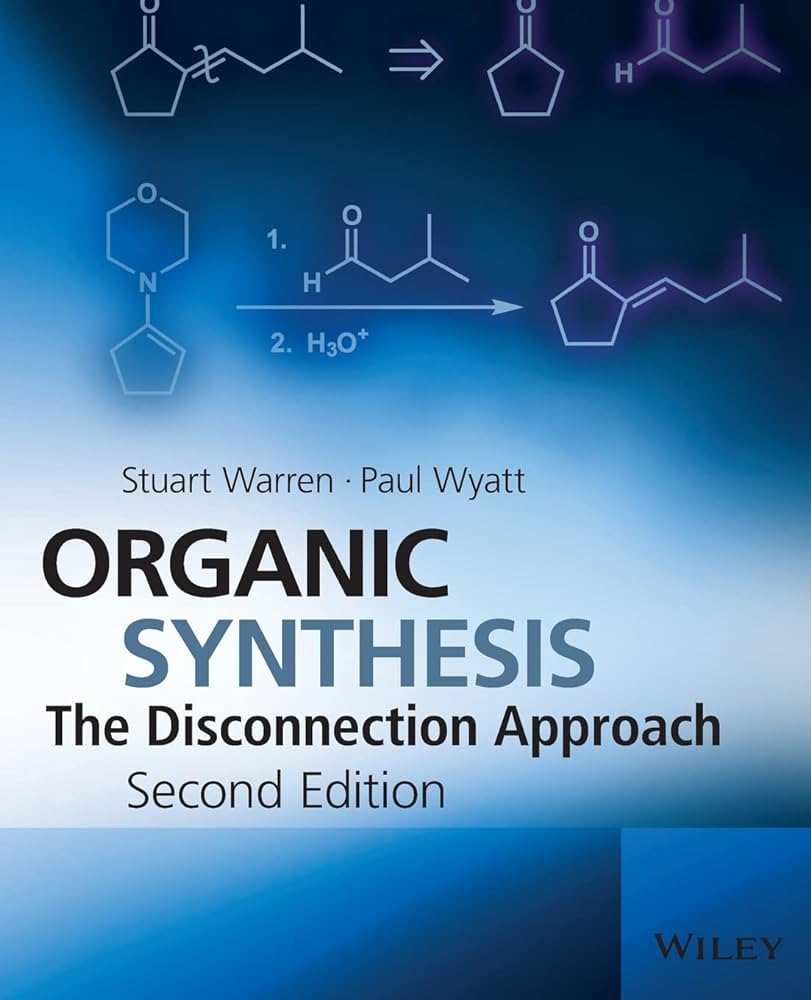 O
O
O
H
O
N
1.
O
H
2. H₃O⁺
O
Stuart Warren · Paul Wyatt
ORGANIC
SYNTHESIS
The Disconnection Approach
Second Edition
WILEY